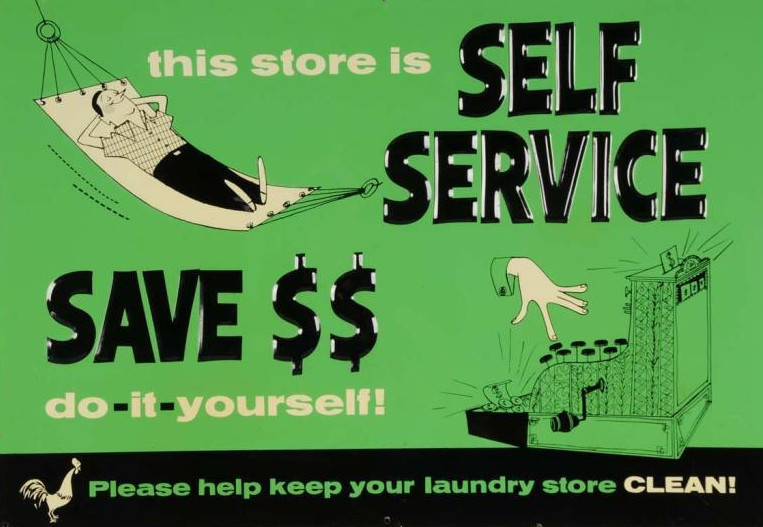 this store is SELF
SERVICE
SAVE $$
do-it-yourself!
Please help keep your laundry store CLEAN!